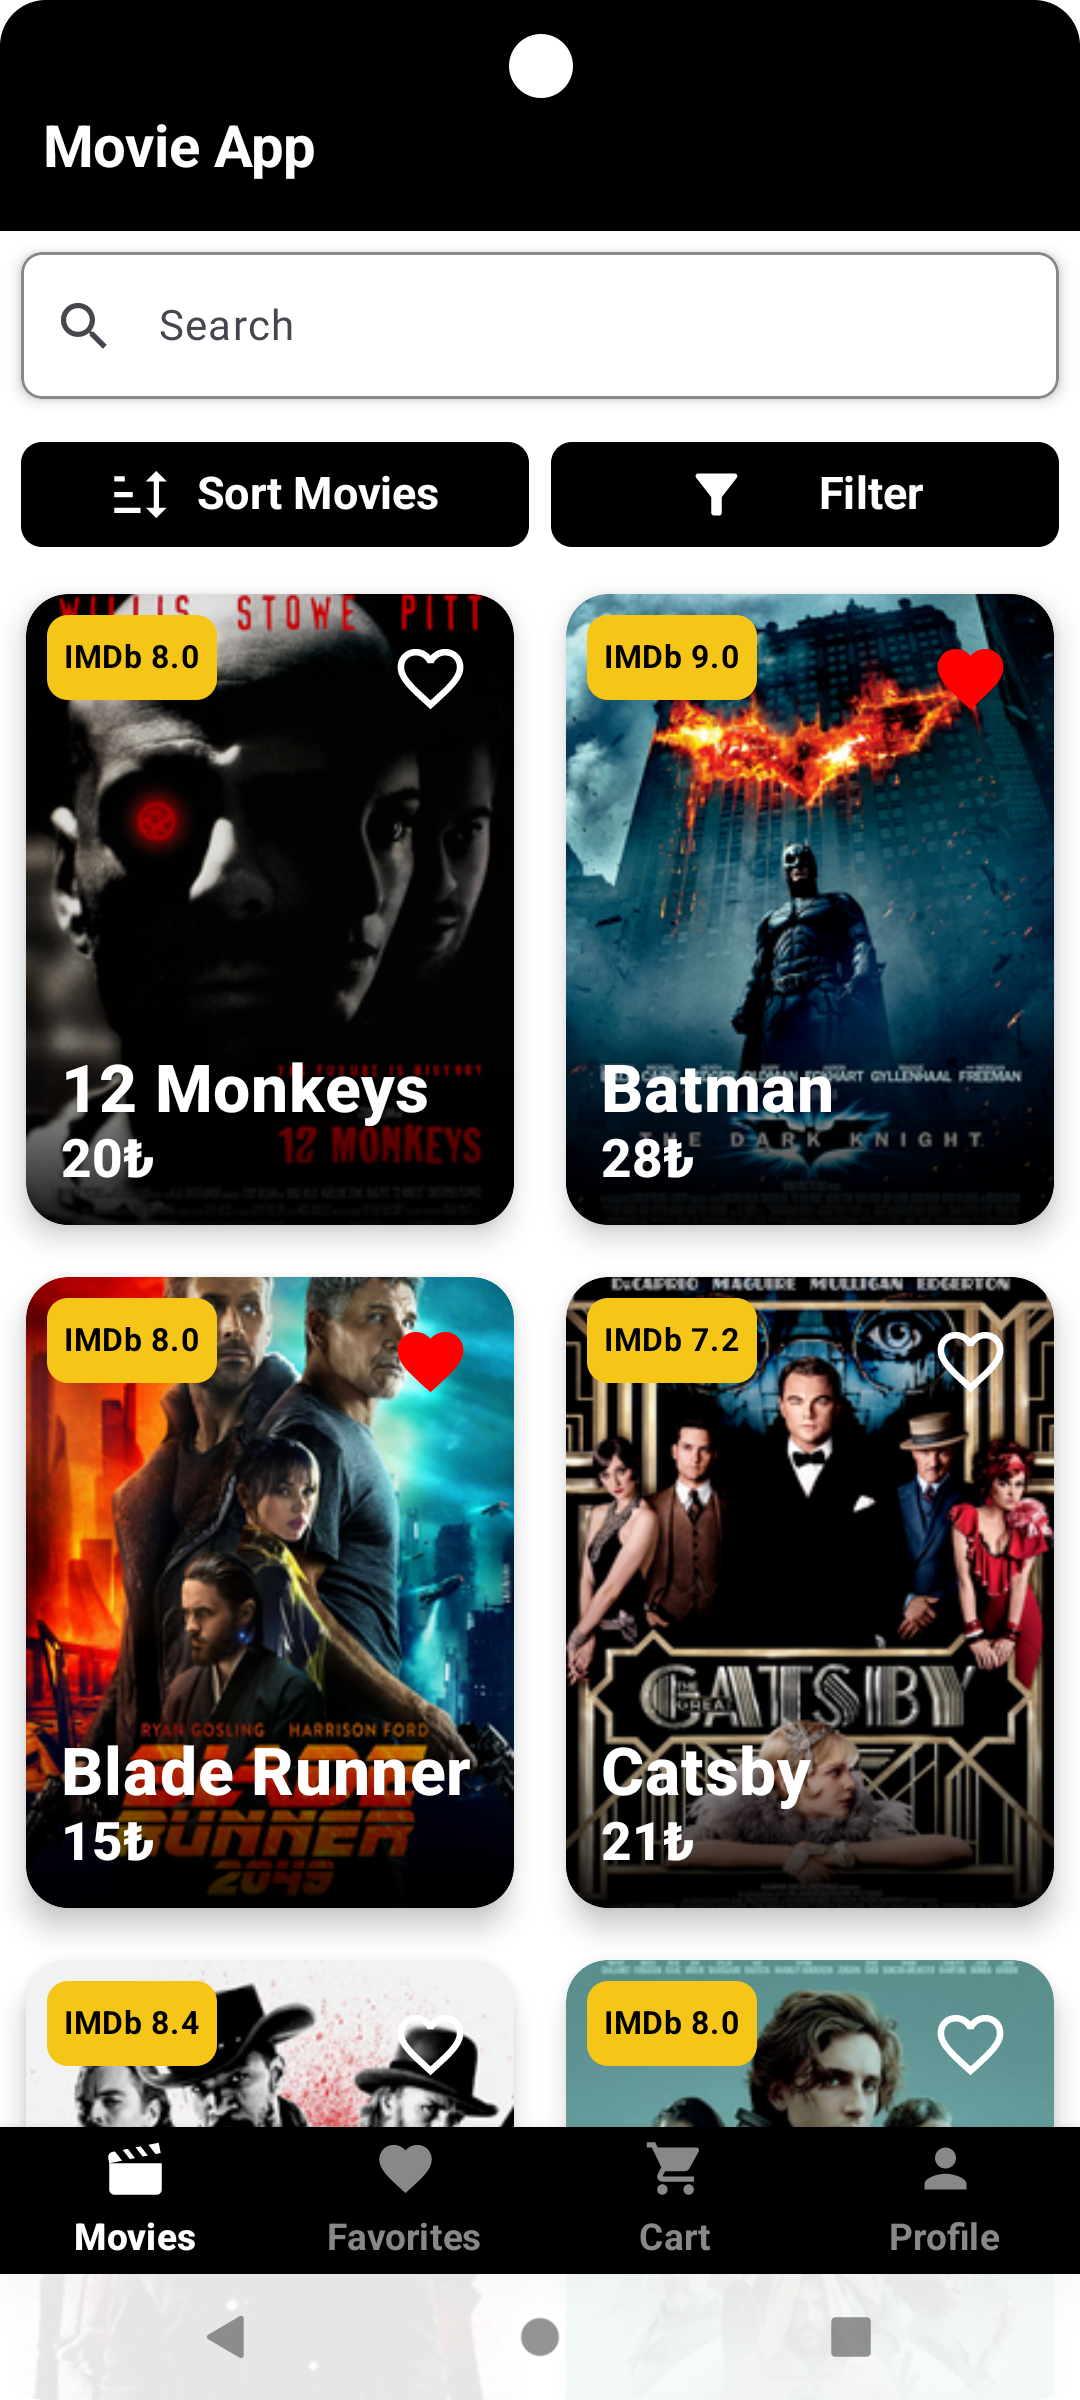 Movie App
Search
Sort Movies
Filter
WILLIS STOWE PITT
IMDb 8.0
IMDb 9.0
THE FUTURE IS HISTORY
12 Monkeys
12 MONKEYS
20₺
GYLLENHAAL FREEMAN
Batman
THE DARK KNIGHT
28₺
IMDb 8.0
RYAN GOSLING HARRISON FORD
Blade Runner
RUNNER
15₺
2049
DiCAPRIO MAGUIRE MULLIGAN EDGERTON
IMDb 7.2
THE GREAT
GATSBY
Catsby
21₺
IMDb 8.4
IMDb 8.0
Movies
Favorites
Cart
Profile